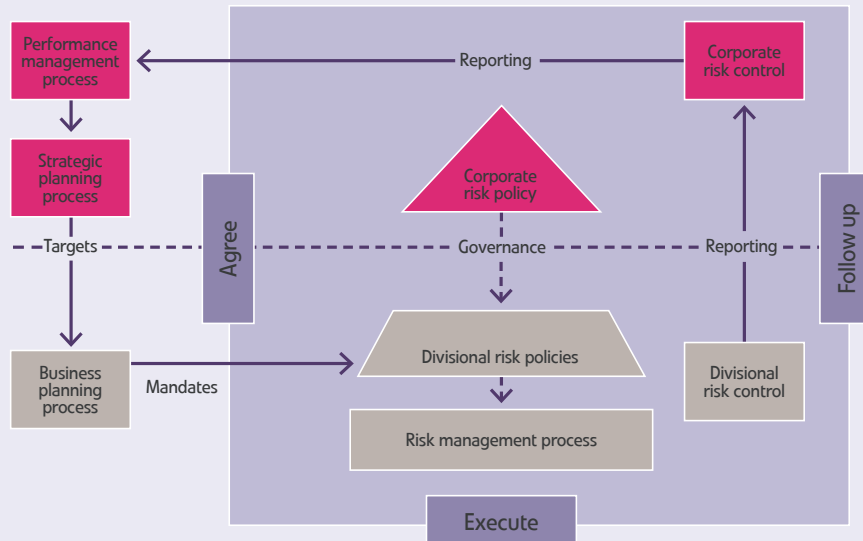 Performance
management
process
Reporting
Corporate
risk control
Strategic
planning
process
Corporate
risk policy
Agree
Follow up
Targets
Governance
Reporting
Business
planning
process
Mandates
Divisional risk policies
Divisional
risk control
Risk management process
Execute